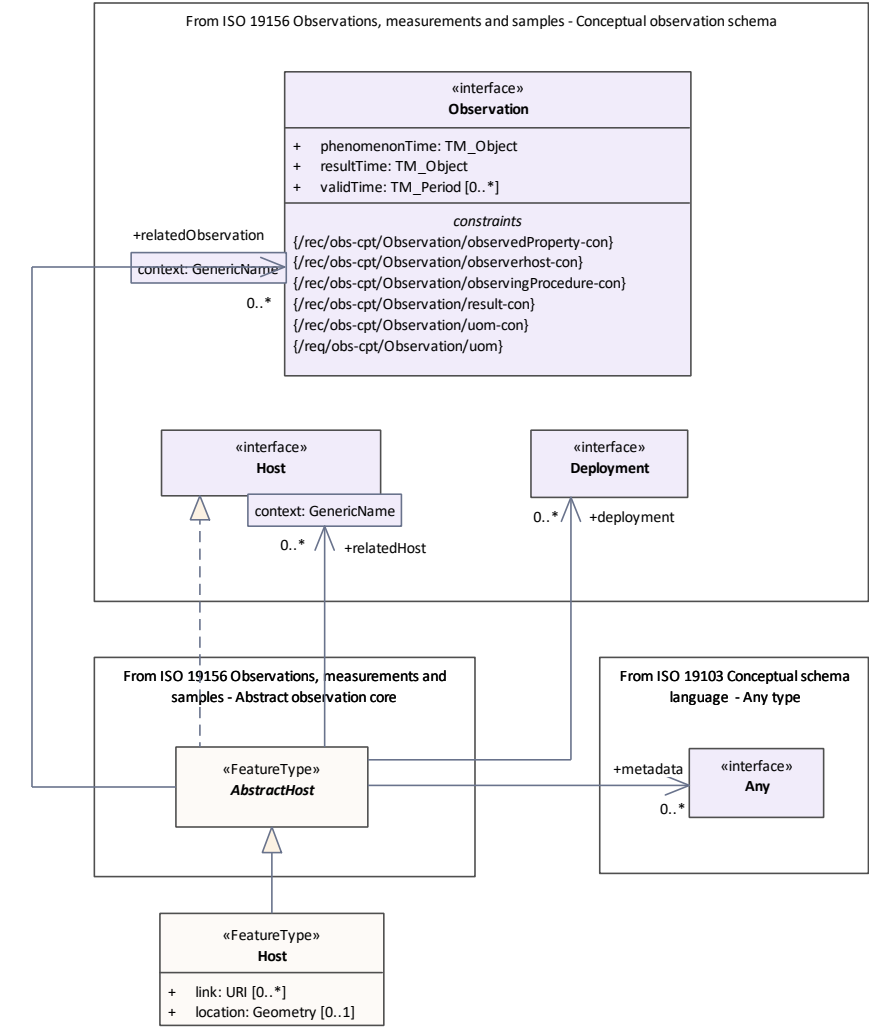 From ISO 19156 Observations, measurements and samples - Conceptual observation schema
«interface»
Observation
+ phenomenonTime: TM_Object
+ resultTime: TM_Object
+ validTime: TM_Period [0..*]
constraints
{/rec/obs-cpt/Observation/observedProperty-con}
{/rec/obs-cpt/Observation/observerhost-con}
{/rec/obs-cpt/Observation/observingProcedure-con}
{/rec/obs-cpt/Observation/result-con}
{/rec/obs-cpt/Observation/uom-con}
{/req/obs-cpt/Observation/uom}
+relatedObservation
context: GenericName
0..*
«interface»
Host
context: GenericName
0..*
+relatedHost
«interface»
Deployment
0..*
+deployment
From ISO 19156 Observations, measurements and
samples - Abstract observation core
«FeatureType»
AbstractHost
From ISO 19103 Conceptual schema
language - Any type
+metadata
0..*
«interface»
Any
«FeatureType»
Host
+ link: URI [0..*]
+ location: Geometry [0..1]